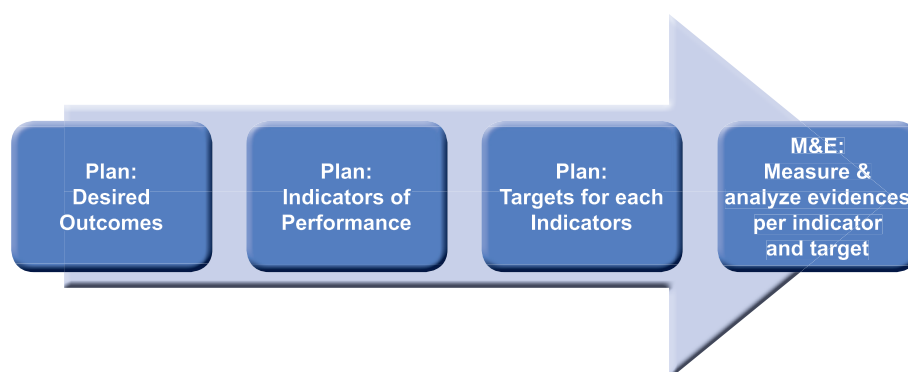 Plan:
Desired
Outcomes
Plan:
Indicators of
Performance
Plan:
Targets for each
Indicators
M&E:
Measure &
analyze evidences
per indicator
and target